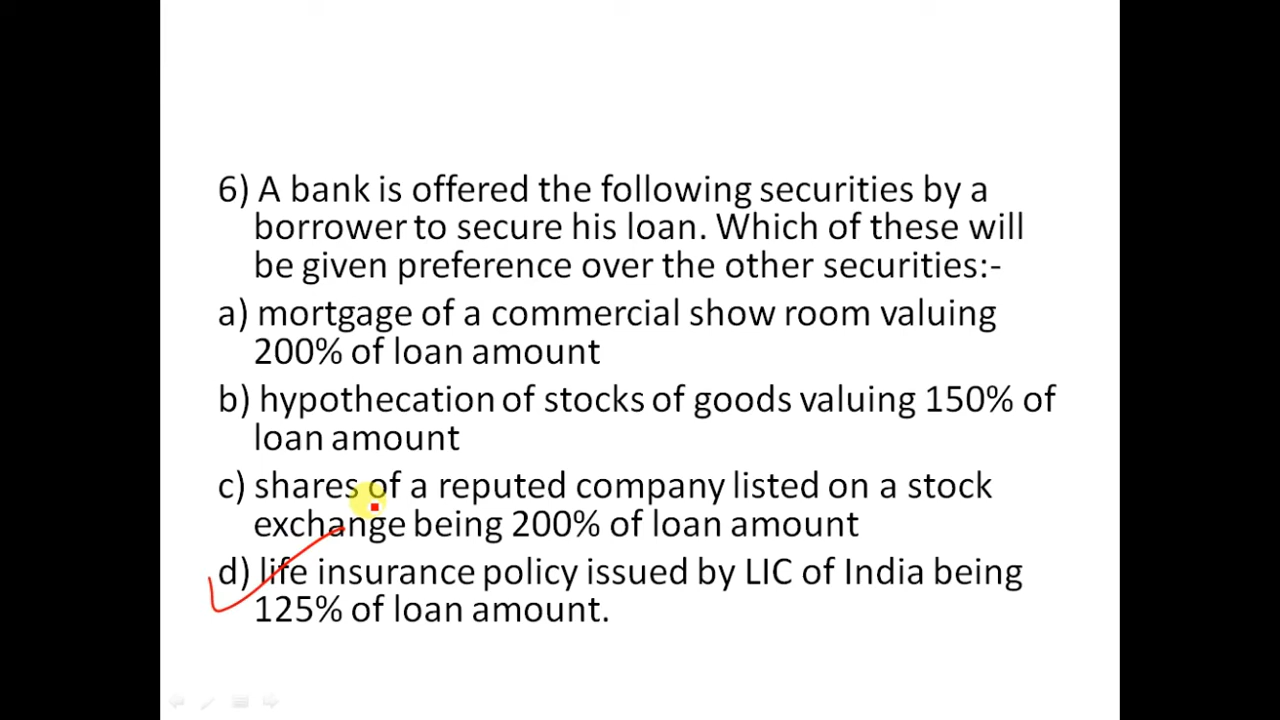 6) A bank is offered the following securities by a
borrower to secure his loan. Which of these will
be given preference over the other securities:-
a) mortgage of a commercial show room valuing
200% of loan amount
b) hypothecation of stocks of goods valuing 150% of
loan amount
c) shares of a reputed company listed on a stock
exchange being 200% of loan amount
d) life insurance policy issued by LIC of India being
125% of loan amount.